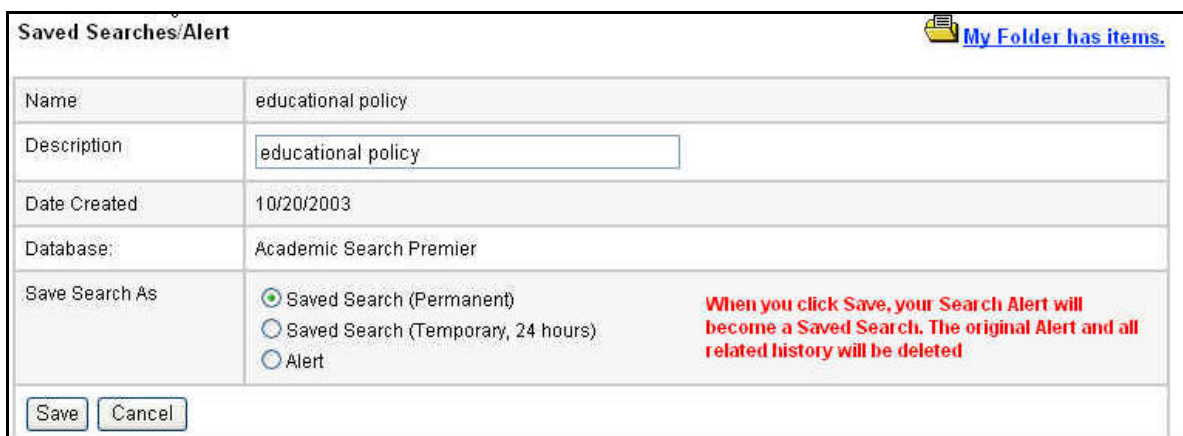 Saved Searches/Alert
My Folder has items.
Name
educational policy
Description
educational policy
Date Created
10/20/2003
Database:
Academic Search Premier
Save Search As
Saved Search (Permanent)
Saved Search (Temporary, 24 hours)
Alert
When you click Save, your Search Alert will
become a Saved Search. The original Alert and all
related history will be deleted
Save
Cancel